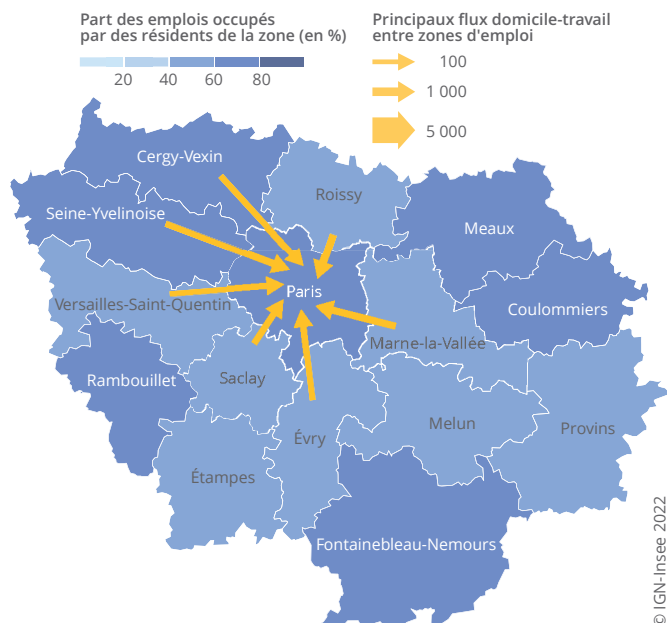 Part des emplois occupés
par des résidents de la zone (en %)
20 40 60 80
Principaux flux domicile-travail
entre zones d'emploi
100
1 000
5 000
Cergy-Vexin
Roissy
Seine-Yvelinoise
Meaux
Paris
Versailles-Saint-Quentin
Coulommiers
Marne-la-Vallée
Rambouillet
Saclay
Melun
Provins
Évry
Étampes
Fontainebleau-Nemours
© IGN-Insee 2022